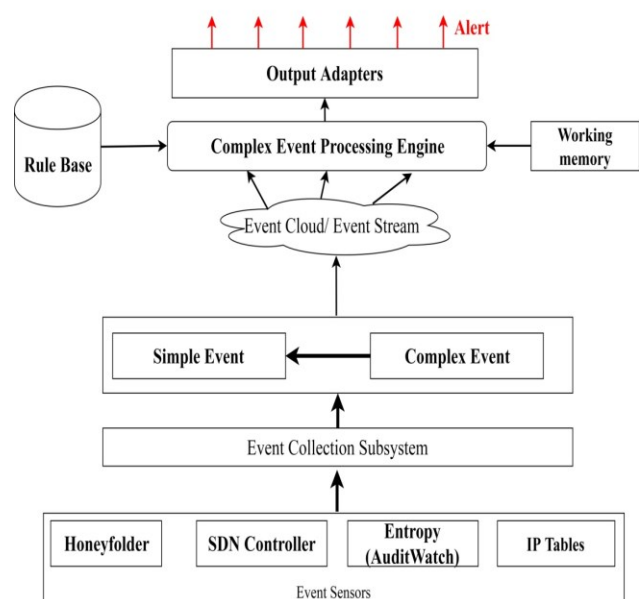 Alert
Output Adapters
Rule Base
Complex Event Processing Engine
Working
memory
Event Cloud/ Event Stream
Simple Event
Complex Event
Event Collection Subsystem
Honeyfolder
SDN Controller
Entropy
(AuditWatch)
IP Tables
Event Sensors